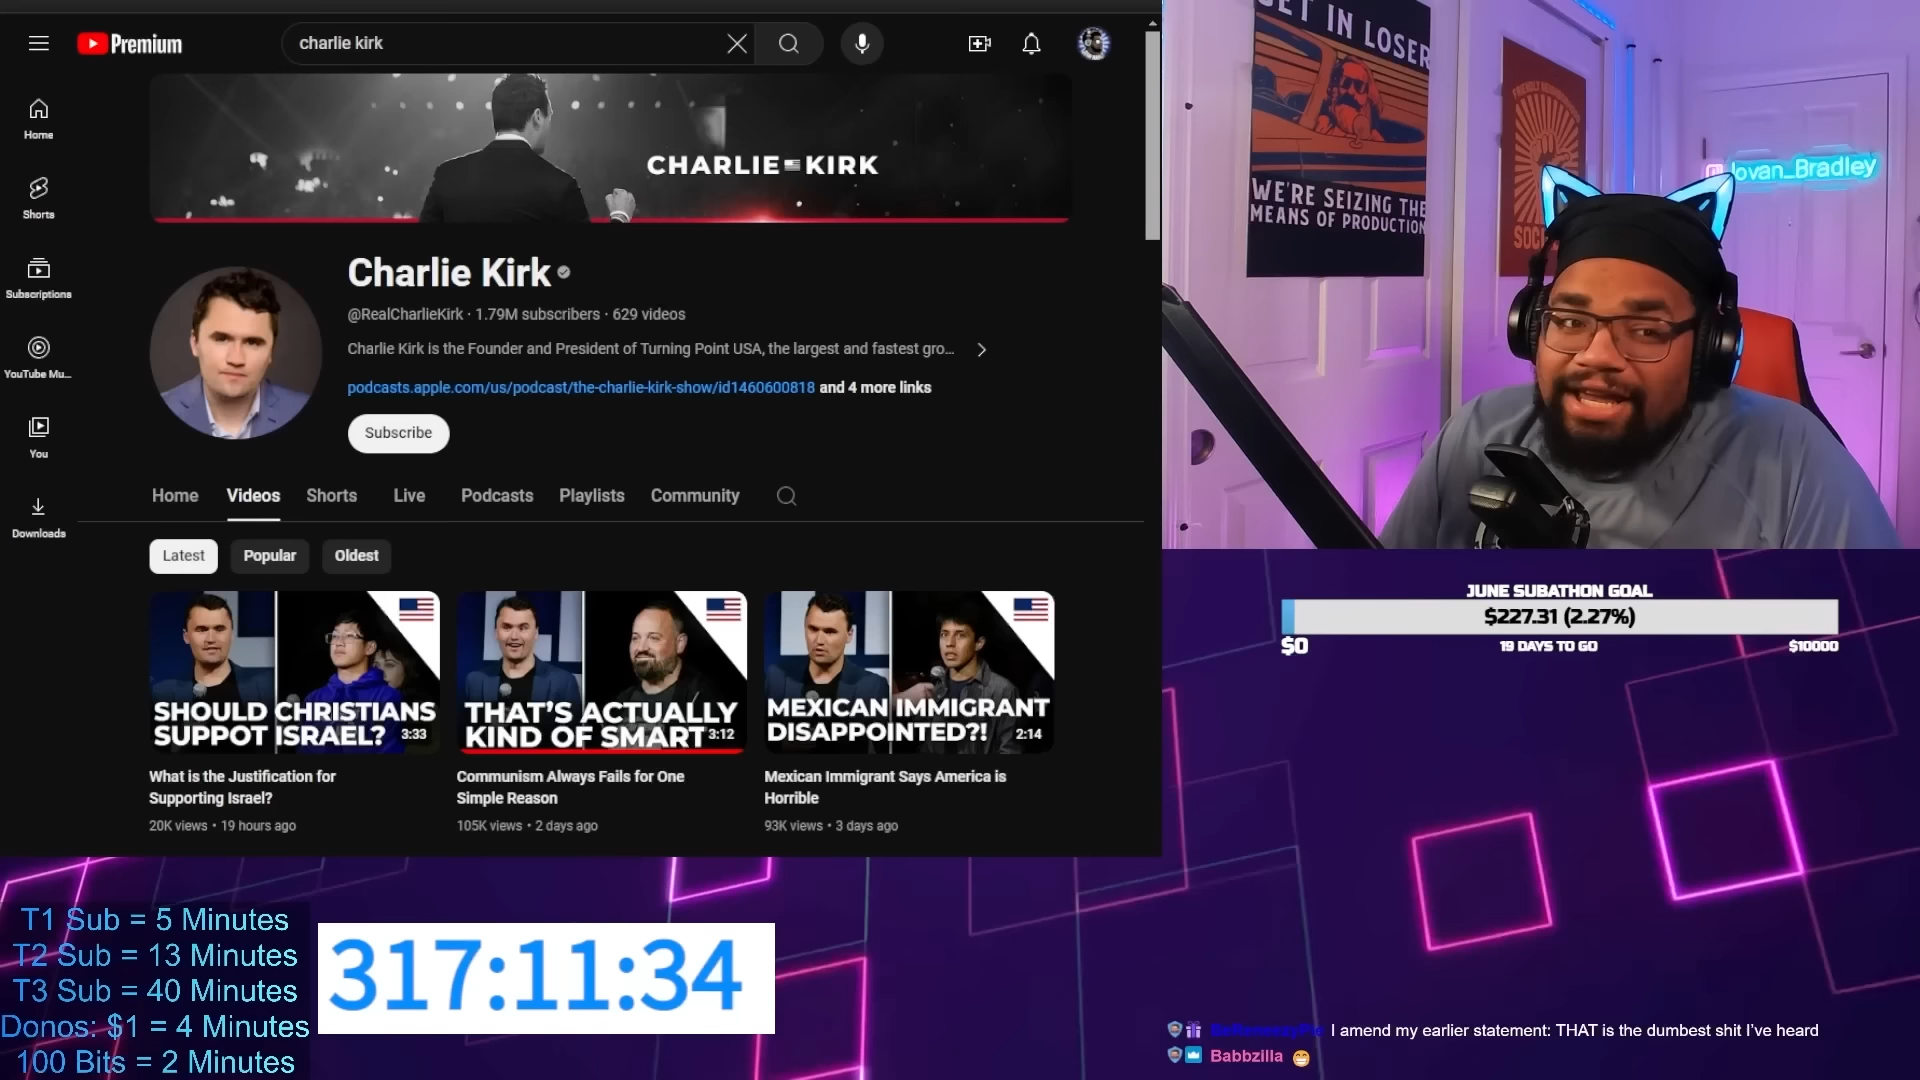 Premium
charlie kirk
Home
Shorts
Subscriptions
YouTube Mu...
You
Downloads
CHARLIE KIRK
Charlie Kirk
@RealCharlieKirk · 1.79M subscribers · 629 videos
Charlie Kirk is the Founder and President of Turning Point USA, the largest and fastest gro...
podcasts.apple.com/us/podcast/the-charlie-kirk-show/id1460600818 and 4 more links
Subscribe
Home Videos Shorts Live Podcasts Playlists Community
Latest Popular Oldest
SHOULD CHRISTIANS
SUPPOT ISRAEL? 3:33
What is the Justification for
Supporting Israel?
20K views • 19 hours ago
THAT'S ACTUALLY
KIND OF SMART 3:12
Communism Always Fails for One
Simple Reason
105K views • 2 days ago
MEXICAN IMMIGRANT
DISAPPOINTED?! 2:14
Mexican Immigrant Says America is
Horrible
93K views • 3 days ago
GET IN LOSER
WE'RE SEIZING THE
MEANS OF PRODUCTION
SOC
Jovan_Bradley
JUNE SUBATHON GOAL
$227.31 (2.27%)
$0 19 DAYS TO GO $10000
T1 Sub = 5 Minutes
T2 Sub = 13 Minutes
T3 Sub = 40 Minutes
Donos: $1 = 4 Minutes
100 Bits = 2 Minutes
317:11:34
I amend my earlier statement: THAT is the dumbest shit I've heard
Babbzilla